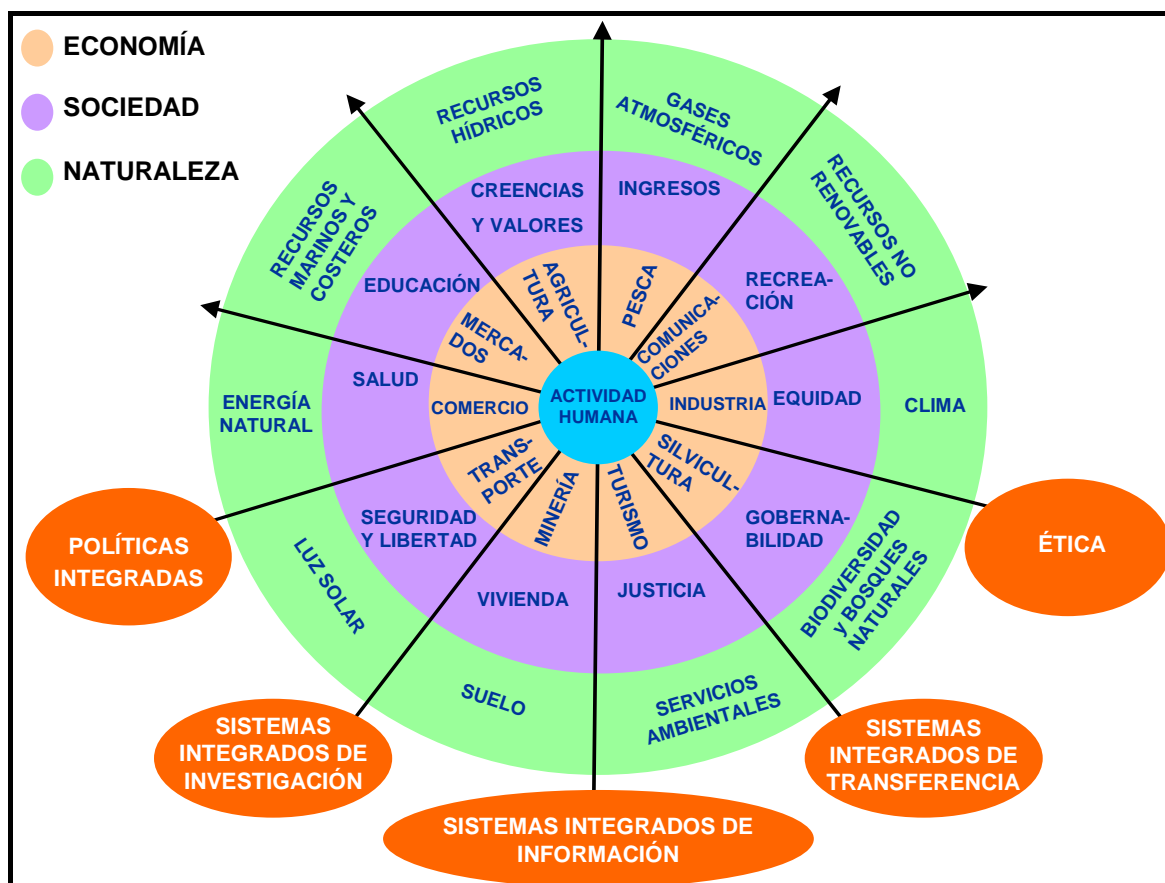 ECONOMÍA
SOCIEDAD
NATURALEZA
RECURSOS
HÍDRICOS
GASES
ATMOSFÉRICOS
RECURSOS NO
RENOVABLES
CLIMA
BIODIVERSIDAD
y BOSQUES
NATURALES
SERVICIOS
AMBIENTALES
SUELO
LUZ SOLAR
ENERGÍA
NATURAL
RECURSOS
MARINOS Y
COSTEROS
CREENCIAS
Y VALORES
INGRESOS
RECREA-
CIÓN
EQUIDAD
GOBERNA-
BILIDAD
JUSTICIA
VIVIENDA
SEGURIDAD
Y LIBERTAD
SALUD
EDUCACIÓN
AGRICUL-
TURA
PESCA
COMUNICA-
CIONES
INDUSTRIA
SILVICUL-
TURA
TURISMO
MINERÍA
TRANS-
PORTE
COMERCIO
MERCA-
DOS
ACTIVIDAD
HUMANA
POLÍTICAS
INTEGRADAS
SISTEMAS
INTEGRADOS DE
INVESTIGACIÓN
SISTEMAS INTEGRADOS DE
INFORMACIÓN
SISTEMAS
INTEGRADOS DE
TRANSFERENCIA
ÉTICA